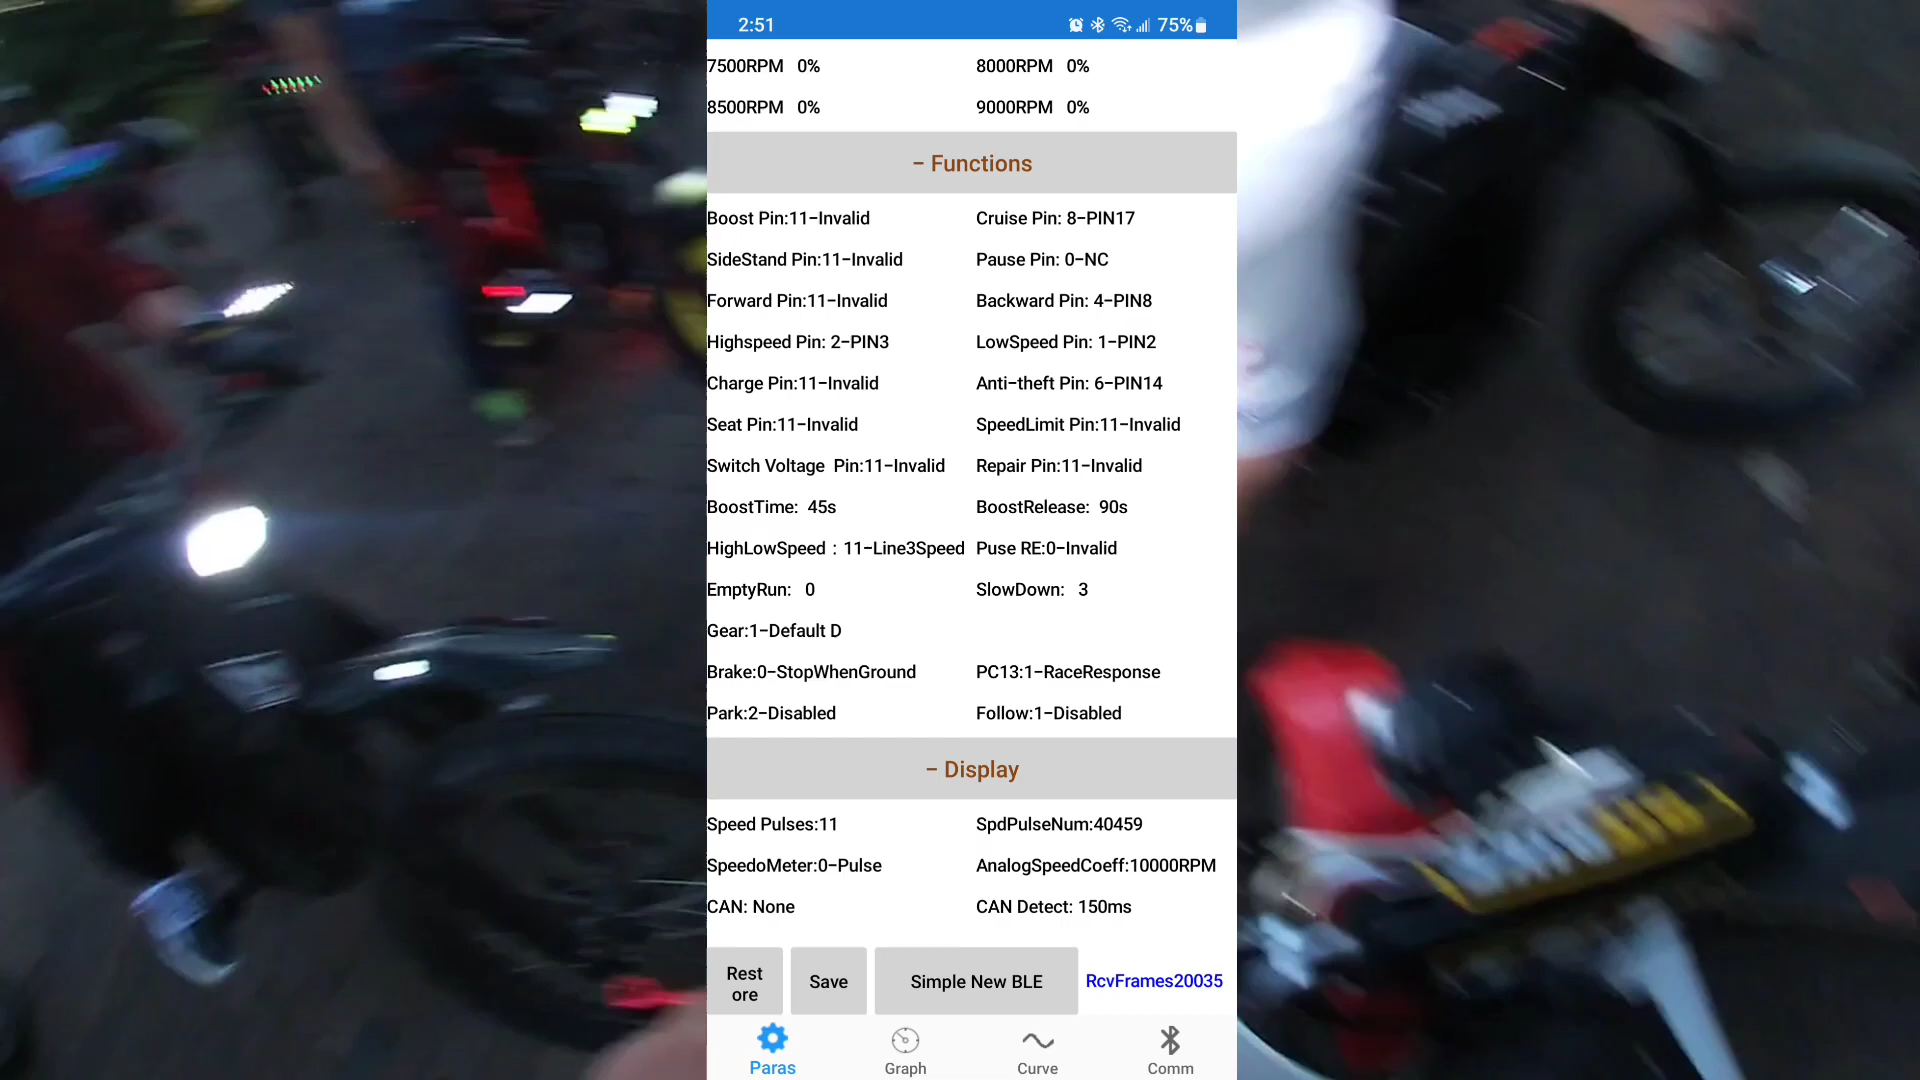 2:51
75%
7500RPM 0% 8000RPM 0%
8500RPM 0% 9000RPM 0%
− Functions
Boost Pin:11−Invalid Cruise Pin: 8−PIN17
SideStand Pin:11−Invalid Pause Pin: 0−NC
Forward Pin:11−Invalid Backward Pin: 4−PIN8
Highspeed Pin: 2−PIN3 LowSpeed Pin: 1−PIN2
Charge Pin:11−Invalid Anti−theft Pin: 6−PIN14
Seat Pin:11−Invalid SpeedLimit Pin:11−Invalid
Switch Voltage Pin:11−Invalid Repair Pin:11−Invalid
BoostTime: 45s BoostRelease: 90s
HighLowSpeed : 11−Line3Speed Puse RE:0−Invalid
EmptyRun: 0 SlowDown: 3
Gear:1−Default D
Brake:0−StopWhenGround PC13:1−RaceResponse
Park:2−Disabled Follow:1−Disabled
− Display
Speed Pulses:11 SpdPulseNum:40459
SpeedoMeter:0−Pulse AnalogSpeedCoeff:10000RPM
CAN: None CAN Detect: 150ms
Rest
ore
Save
Simple New BLE
RcvFrames20035
Paras
Graph
Curve
Comm